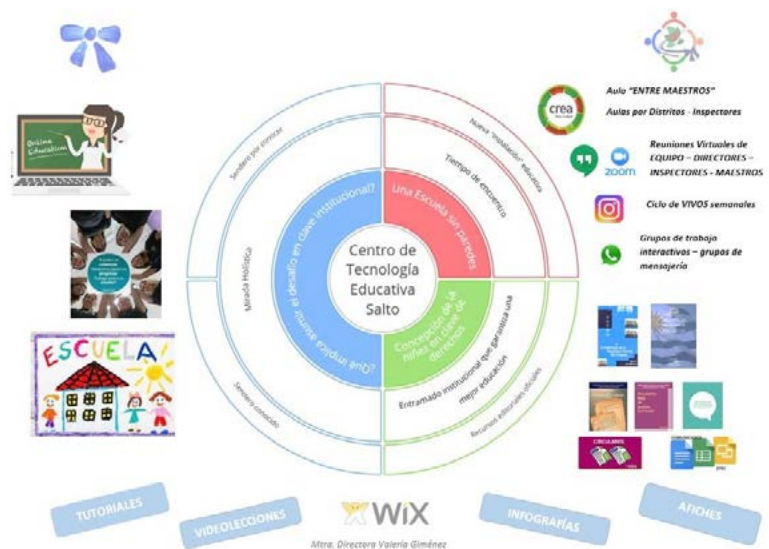 Online
Education
ESCUELA
Sendero por transitar
Mirada Holística
Sendero conocido
¿Qué implica asumir el desafío en clave institucional?
Centro de
Tecnología
Educativa
Salto
Una Escuela sin paredes
Tiempo de encuentro
Nueva "instalación" educativa
Concepción de la
niñez en clave de
derechos
Entramado institucional que garantiza una
mejor educación
Recursos editoriales oficiales
crea
Aula "ENTRE MAESTROS"
Aulas por Distritos - Inspectores
zoom
Reuniones Virtuales de
EQUIPO – DIRECTORES –
INSPECTORES - MAESTROS
Ciclo de VIVOS semanales
Grupos de trabajo
interactivos – grupos de
mensajería
CIRCULARES
TUTORIALES
VIDEOLECCIONES
WiX
INFOGRAFÍAS
AFICHES
Mtra. Directora Valeria Giménez